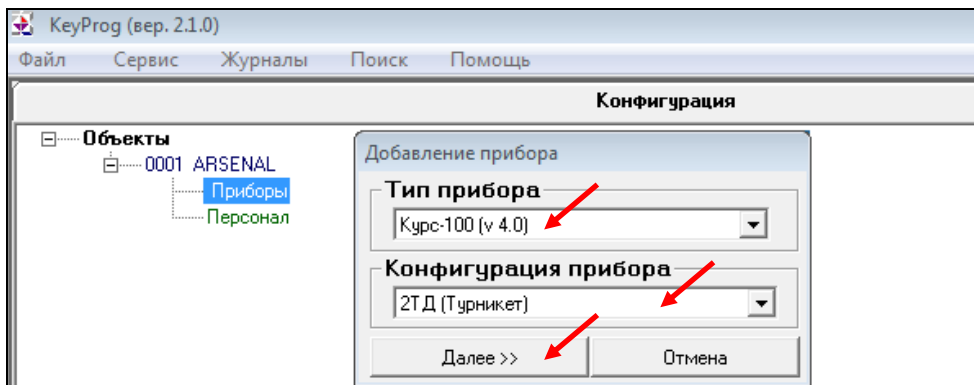 KeyProg (вер. 2.1.0)
Файл Сервис Журналы Поиск Помощь
Конфигурация
Объекты
0001 ARSENAL
Приборы
Персонал
Добавление прибора
Тип прибора
Курс-100 (v 4.0)
Конфигурация прибора
2ТД (Турникет)
Далее >> Отмена